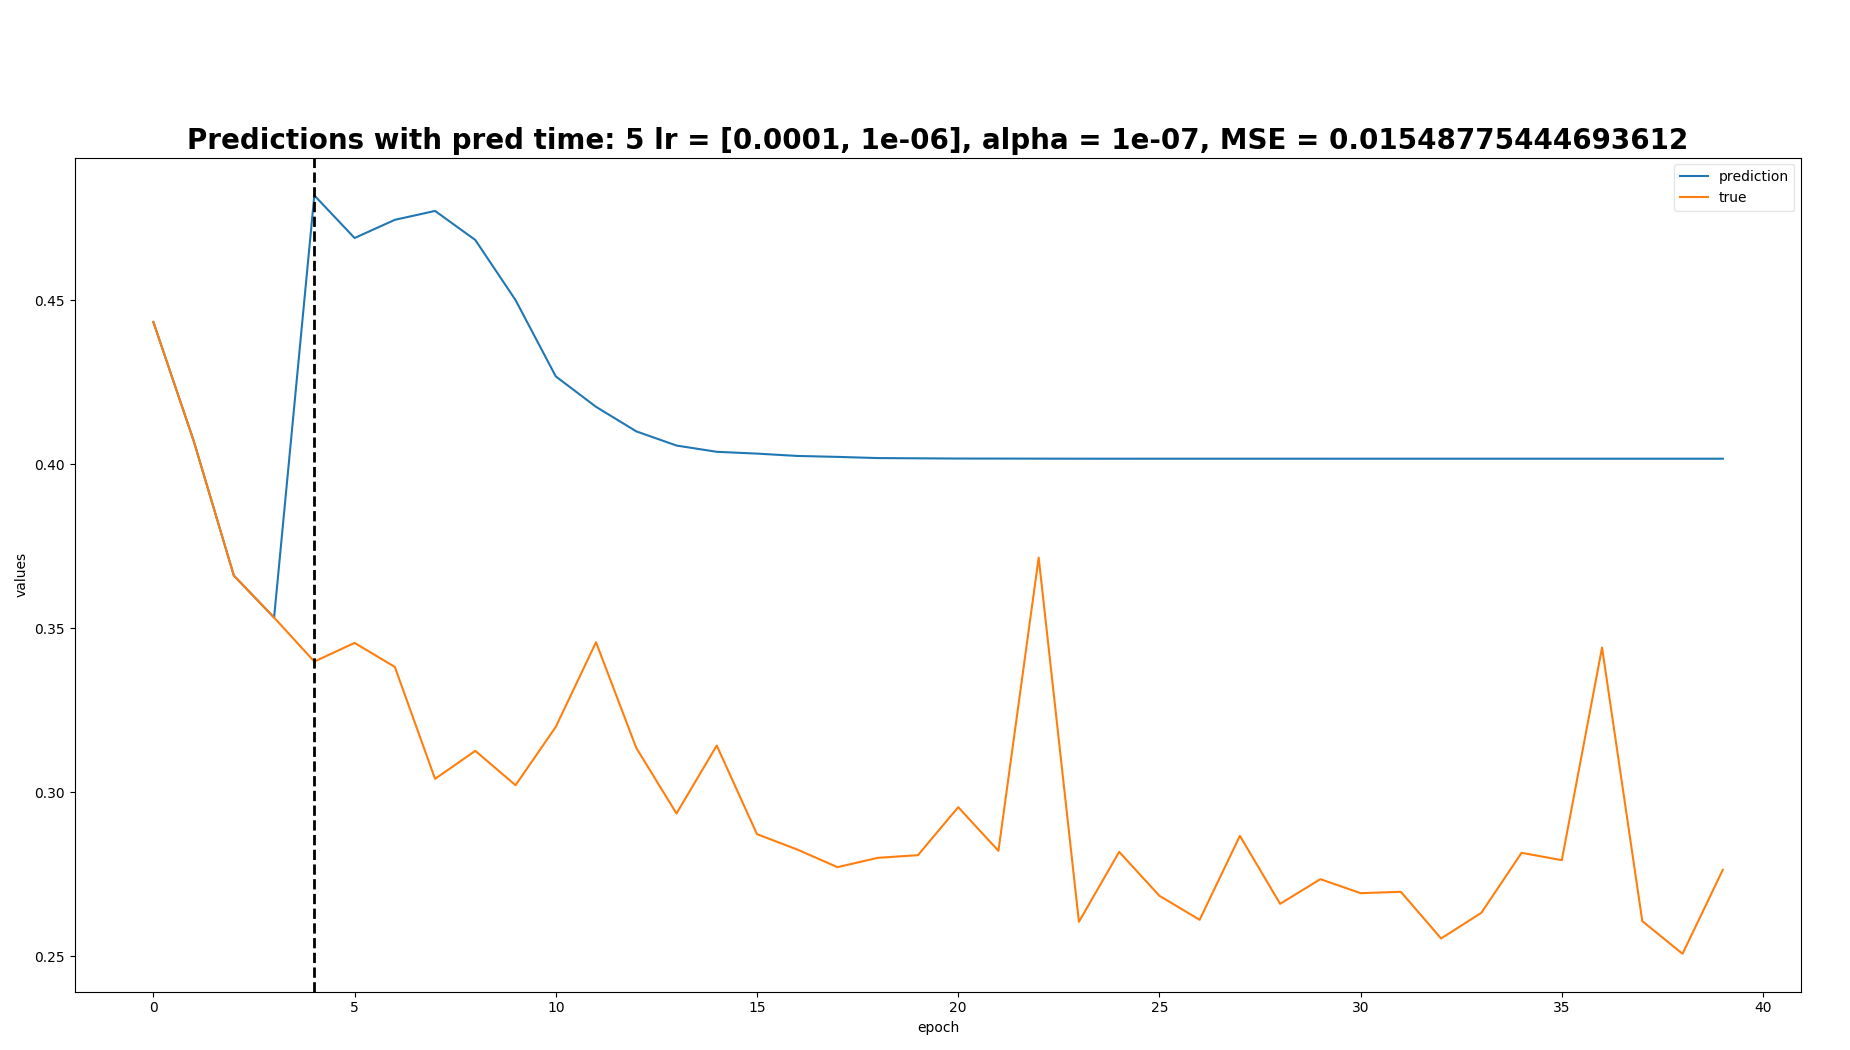 Predictions with pred time: 5 lr = [0.0001, 1e-06], alpha = 1e-07, MSE = 0.01548775444693612
prediction
true
0.45
0.40
0.35
0.30
0.25
values
0 5 10 15 20 25 30 35 40
epoch